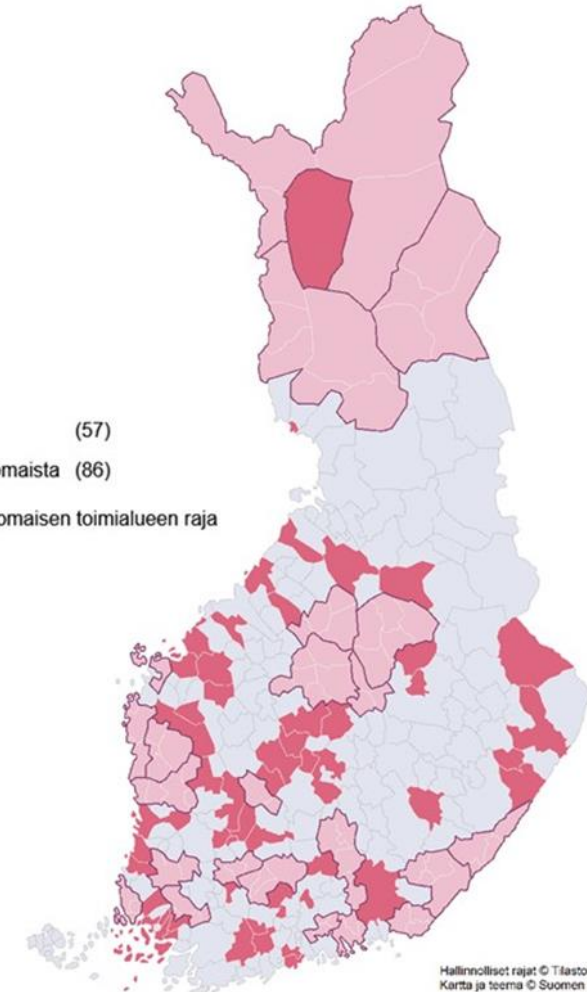 (57)
omaista (86)
omaisen toimialueen raja
Hallinnolliset rajat © Tilasto
Kartta ja teema © Suomen